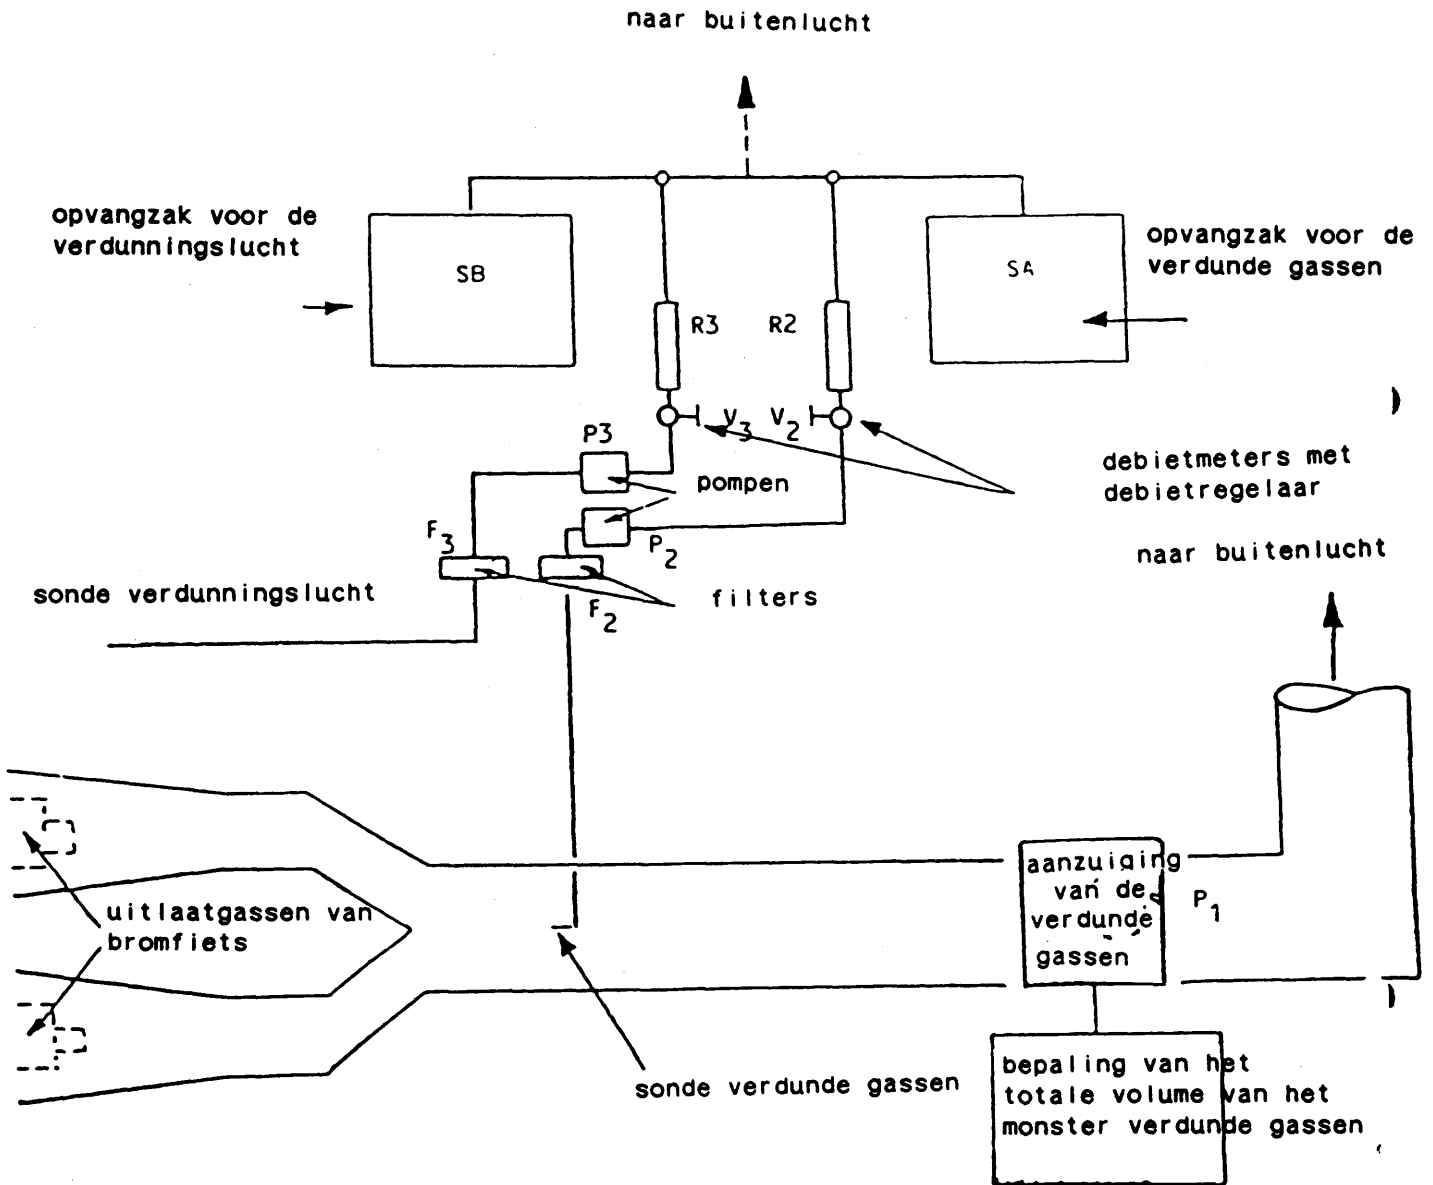 naar buitenlucht
opvangzak voor de
verdunningslucht
SB
SA
opvangzak voor de
verdunde gassen
R3
R2
V3
V2
P3
pompen
debietmeters met
debietregelaar
F3
P2
naar buitenlucht
sonde verdunningslucht
F2
filters
aanzuiging
van de
verdunde
gassen
P1
uitlaatgassen van
bromfiets
sonde verdunde gassen
bepaling van het
totale volume van het
monster verdunde gassen